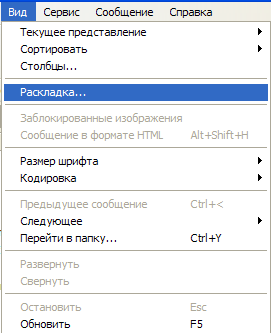 Вид Сервис Сообщение Справка
Текущее представление
Сортировать
Столбцы...
Раскладка...
Заблокированные изображения
Сообщение в формате HTML Alt+Shift+H
Размер шрифта
Кодировка
Предыдущее сообщение Ctrl+<
Следующее
Перейти в папку... Ctrl+Y
Развернуть
Свернуть
Остановить Esc
Обновить F5